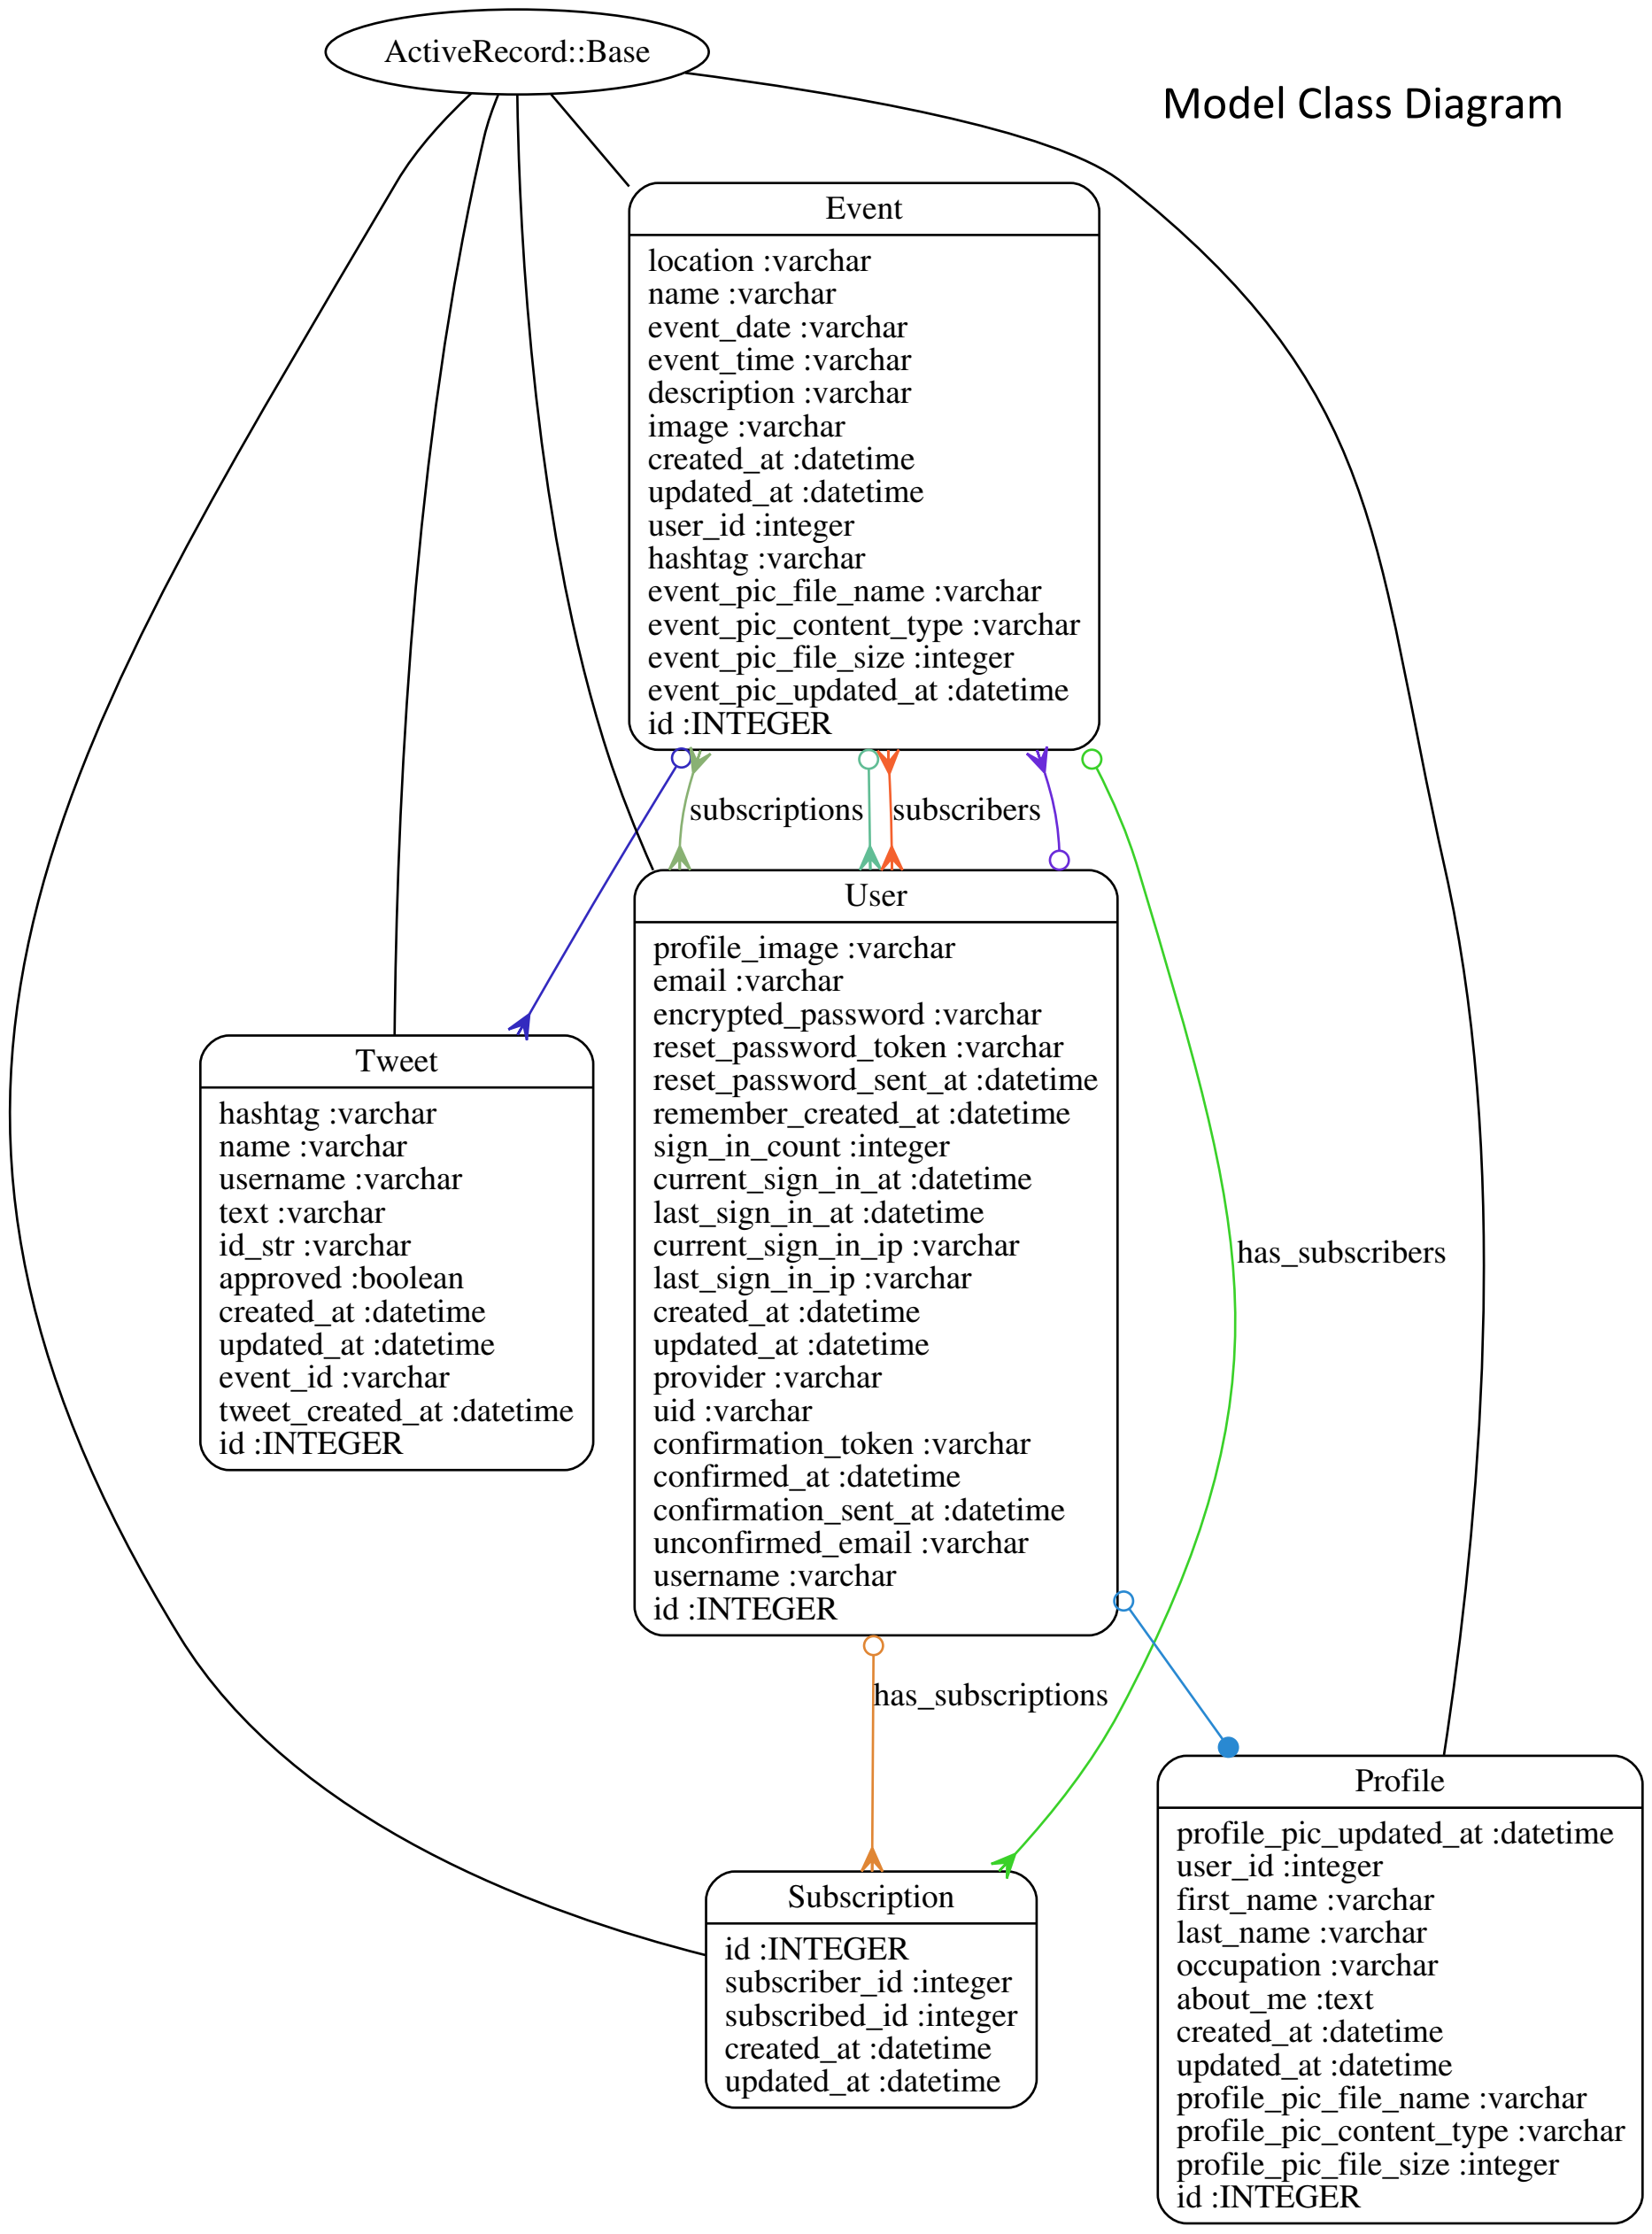 ActiveRecord::Base
Model Class Diagram
Event
location :varchar
name :varchar
event_date :varchar
event_time :varchar
description :varchar
image :varchar
created_at :datetime
updated_at :datetime
user_id :integer
hashtag :varchar
event_pic_file_name :varchar
event_pic_content_type :varchar
event_pic_file_size :integer
event_pic_updated_at :datetime
id :INTEGER
subscriptions
subscribers
User
profile_image :varchar
email :varchar
encrypted_password :varchar
reset_password_token :varchar
reset_password_sent_at :datetime
remember_created_at :datetime
sign_in_count :integer
current_sign_in_at :datetime
last_sign_in_at :datetime
current_sign_in_ip :varchar
last_sign_in_ip :varchar
created_at :datetime
updated_at :datetime
provider :varchar
uid :varchar
confirmation_token :varchar
confirmed_at :datetime
confirmation_sent_at :datetime
unconfirmed_email :varchar
username :varchar
id :INTEGER
Tweet
hashtag :varchar
name :varchar
username :varchar
text :varchar
id_str :varchar
approved :boolean
created_at :datetime
updated_at :datetime
event_id :varchar
tweet_created_at :datetime
id :INTEGER
has_subscribers
has_subscriptions
Subscription
id :INTEGER
subscriber_id :integer
subscribed_id :integer
created_at :datetime
updated_at :datetime
Profile
profile_pic_updated_at :datetime
user_id :integer
first_name :varchar
last_name :varchar
occupation :varchar
about_me :text
created_at :datetime
updated_at :datetime
profile_pic_file_name :varchar
profile_pic_content_type :varchar
profile_pic_file_size :integer
id :INTEGER